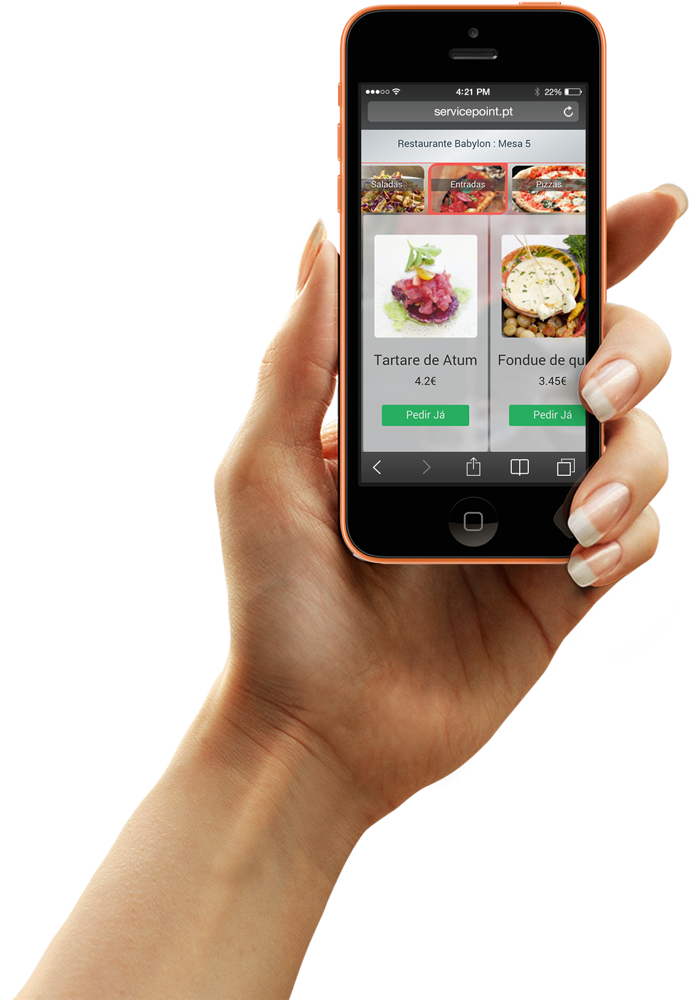 4:21 PM
22%
servicepoint.pt
Restaurante Babylon : Mesa 5
Saladas
Entradas
Pizzas
Tartare de Atum
4.2€
Pedir Já
Fondue de qu
3.45€
Pedir Já